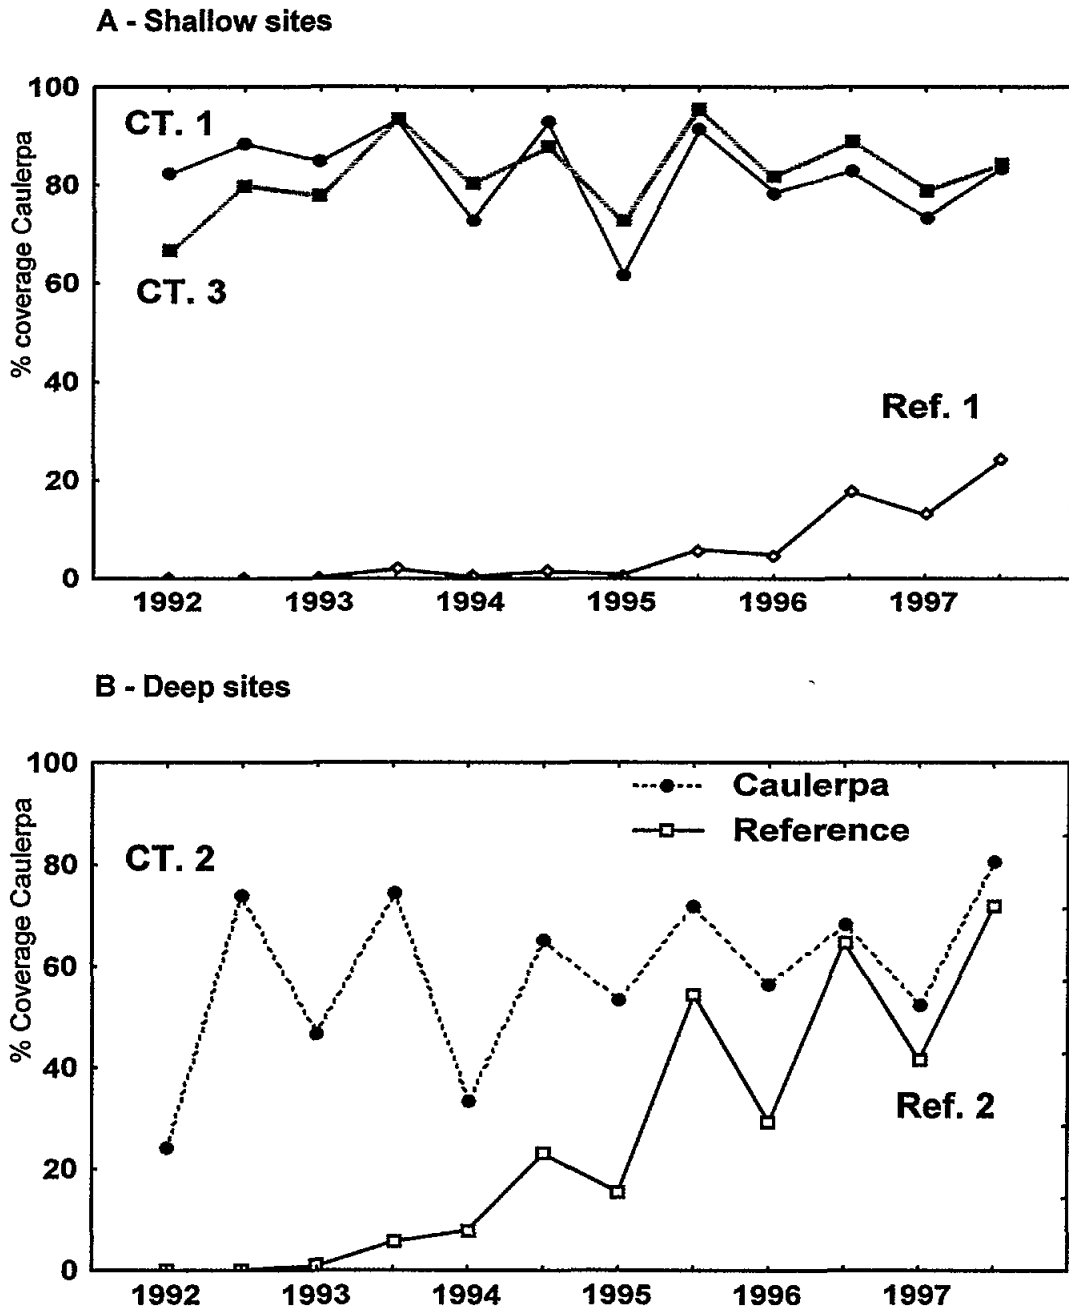 A - Shallow sites
100
CT. 1
80
60
CT. 3
40
Ref. 1
20
0
% coverage Caulerpa
1992 1993 1994 1995 1996 1997
B - Deep sites
100
Caulerpa
Reference
CT. 2
80
60
40
Ref. 2
20
0
% Coverage Caulerpa
1992 1993 1994 1995 1996 1997